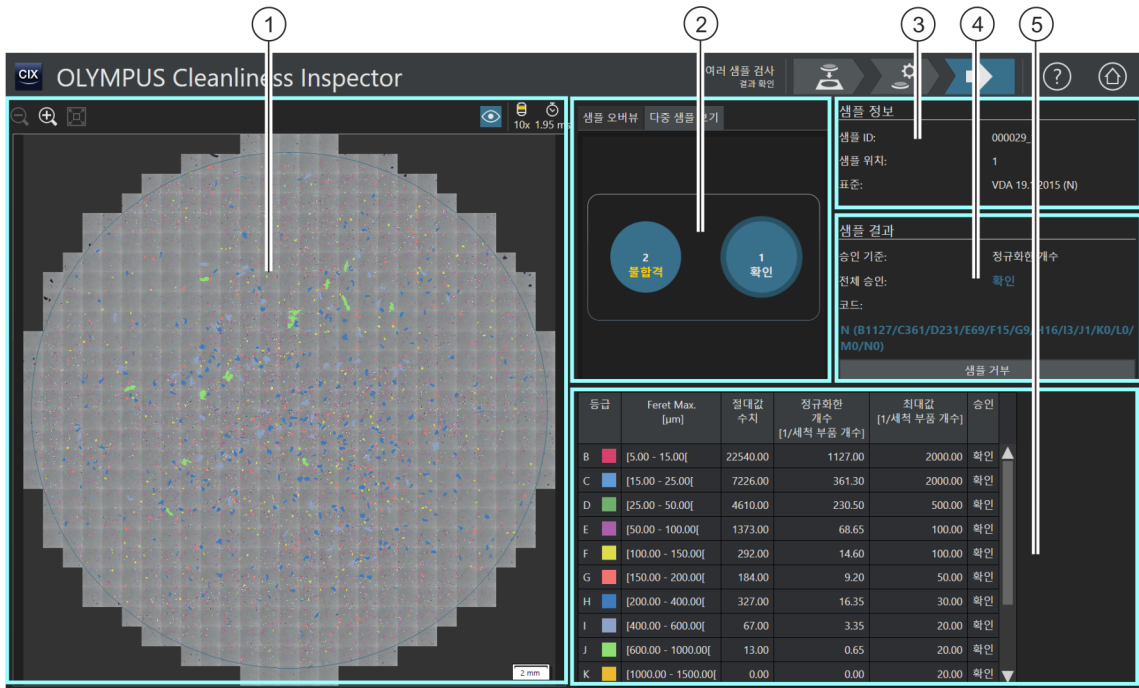 1
2
3
4
5
CIX OLYMPUS Cleanliness Inspector
여러 샘플 검사
결과 확인
?
10x 1.95 ms
2 mm
샘플 오버뷰
다중 샘플 보기
2
불합격
1
확인
샘플 정보
샘플 ID: 000029_
샘플 위치: 1
표준: VDA 19.1 2015 (N)
샘플 결과
승인 기준: 정규화한 개수
전체 승인: 확인
코드:
N (B1127/C361/D231/E69/F15/G9/H16/I3/J1/K0/L0/
M0/N0)
샘플 거부
등급 Feret Max. [µm] 절대값 수치 정규화한 개수 [1/세척 부품 개수] 최대값 [1/세척 부품 개수] 승인
B [5.00 - 15.00[ 22540.00 1127.00 2000.00 확인
C [15.00 - 25.00[ 7226.00 361.30 2000.00 확인
D [25.00 - 50.00[ 4610.00 230.50 500.00 확인
E [50.00 - 100.00[ 1373.00 68.65 100.00 확인
F [100.00 - 150.00[ 292.00 14.60 100.00 확인
G [150.00 - 200.00[ 184.00 9.20 50.00 확인
H [200.00 - 400.00[ 327.00 16.35 30.00 확인
I [400.00 - 600.00[ 67.00 3.35 20.00 확인
J [600.00 - 1000.00[ 13.00 0.65 20.00 확인
K [1000.00 - 1500.00[ 0.00 0.00 20.00 확인